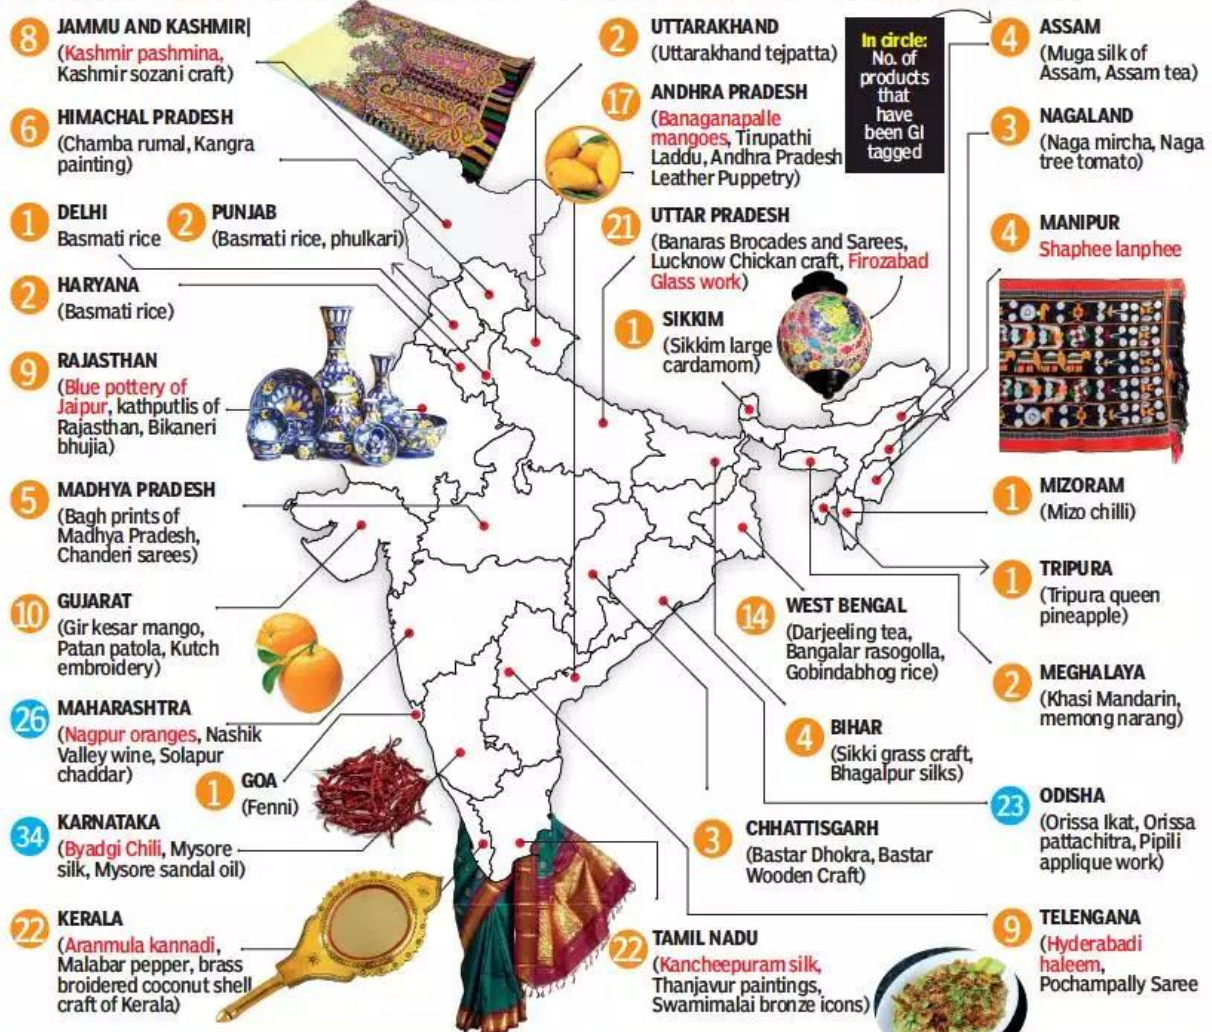 8
JAMMU AND KASHMIR|
(Kashmir pashmina,
Kashmir sozani craft)
6
HIMACHAL PRADESH
(Chamba rumal, Kangra
painting)
1
DELHI
Basmati rice
2
PUNJAB
(Basmati rice, phulkari)
2
HARYANA
(Basmati rice)
9
RAJASTHAN
(Blue pottery of
Jaipur, kathputlis of
Rajasthan, Bikaneri
bhujia)
5
MADHYA PRADESH
(Bagh prints of
Madhya Pradesh,
Chanderi sarees)
10
GUJARAT
(Gir kesar mango,
Patan patola, Kutch
embroidery)
26
MAHARASHTRA
(Nagpur oranges, Nashik
Valley wine, Solapur
chaddar)
1
GOA
(Fenni)
34
KARNATAKA
(Byadgi Chili, Mysore
silk, Mysore sandal oil)
22
KERALA
(Aranmula kannadi,
Malabar pepper, brass
broidered coconut shell
craft of Kerala)
2
UTTARAKHAND
(Uttarakhand tejpatta)
17
ANDHRA PRADESH
(Banaganapalle
mangoes, Tirupathi
Laddu, Andhra Pradesh
Leather Puppetry)
21
UTTAR PRADESH
(Banaras Brocades and Sarees,
Lucknow Chickan craft, Firozabad
Glass work)
1
SIKKIM
(Sikkim large
cardamom)
In circle:
No. of
products
that
have
been GI
tagged
4
ASSAM
(Muga silk of
Assam, Assam tea)
3
NAGALAND
(Naga mircha, Naga
tree tomato)
4
MANIPUR
Shaphee lanphee
1
MIZORAM
(Mizo chilli)
1
TRIPURA
(Tripura queen
pineapple)
2
MEGHALAYA
(Khasi Mandarin,
memong narang)
14
WEST BENGAL
(Darjeeling tea,
Bangalar rasogolla,
Gobindabhog rice)
4
BIHAR
(Sikki grass craft,
Bhagalpur silks)
23
ODISHA
(Orissa Ikat, Orissa
pattachitra, Pipili
applique work)
3
CHHATTISGARH
(Bastar Dhokra, Bastar
Wooden Craft)
9
TELENGANA
(Hyderabadi
haleem,
Pochampally Saree
22
TAMIL NADU
(Kancheepuram silk,
Thanjavur paintings,
Swamimalai bronze icons)